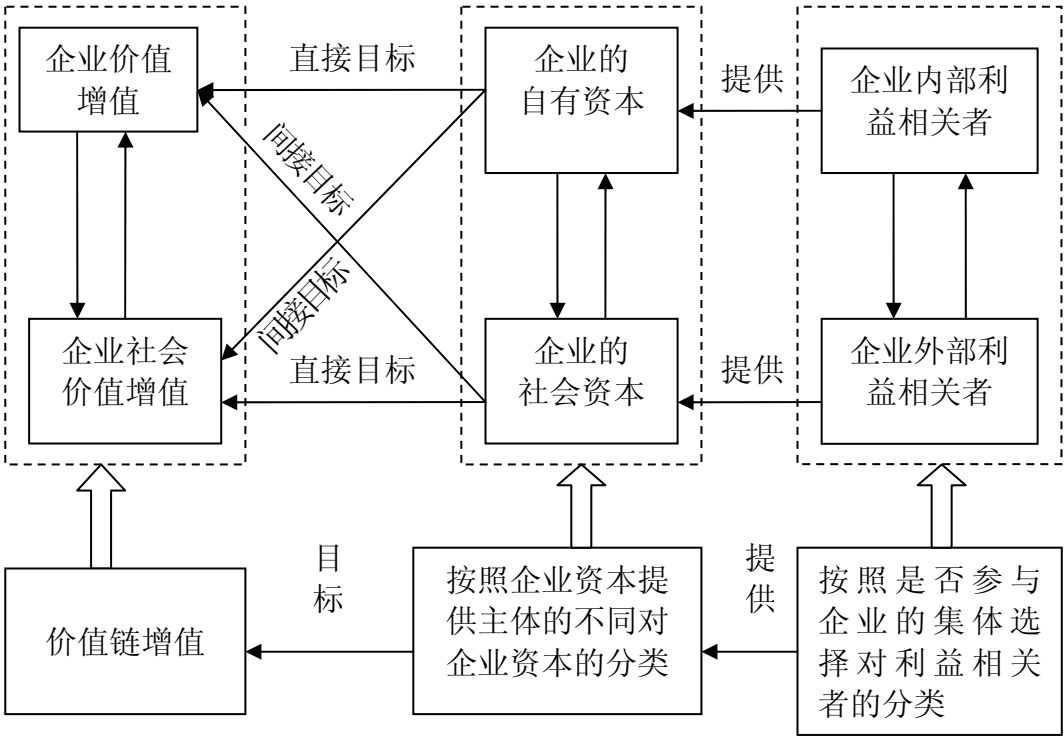 企业价值
增值
直接目标
企业的
自有资本
提供
企业内部利
益相关者
间接目标
间接目标
企业社会
价值增值
直接目标
企业的
社会资本
提供
企业外部利
益相关者
价值链增值
目
标
按照企业资本提
供主体的不同对
企业资本的分类
提
供
按照是否参与
企业的集体选
择对利益相关
者的分类